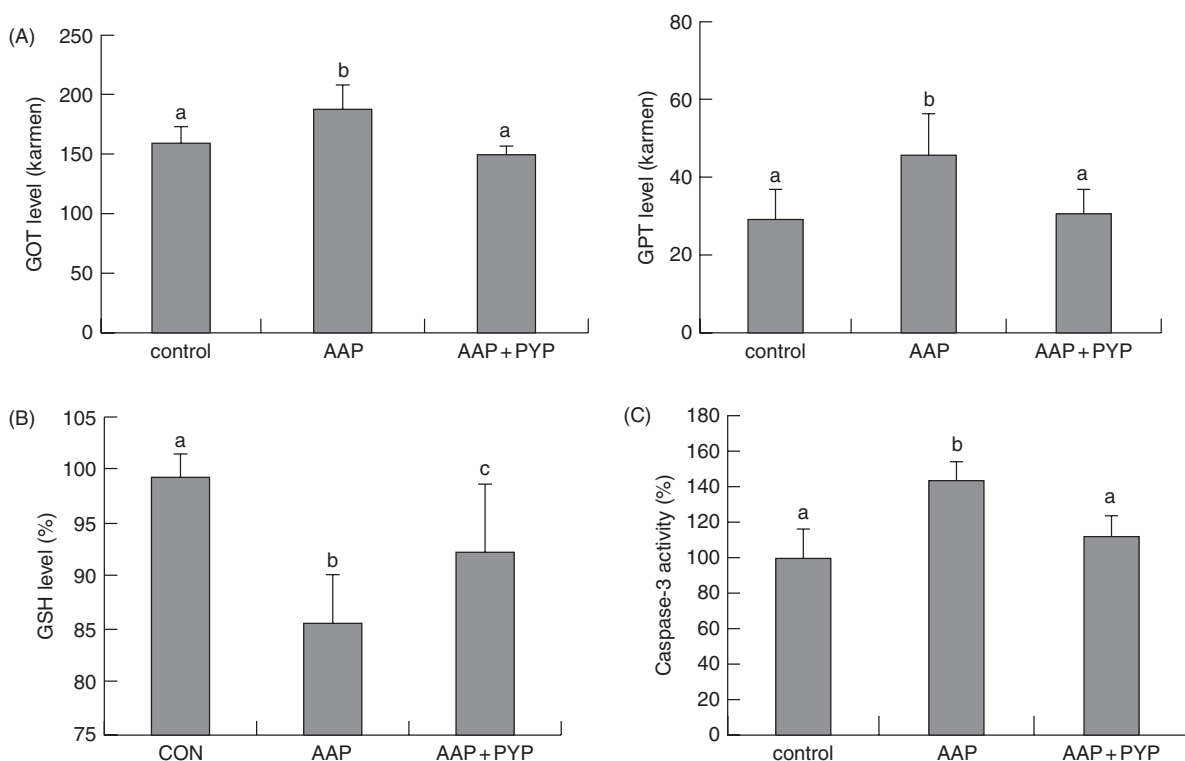 (A)
GOT level (karmen)
250
200
150
100
50
0
a
b
a
control AAP AAP+PYP
GPT level (karmen)
80
60
40
20
0
a
b
a
control AAP AAP+PYP
(B)
GSH level (%)
105
100
95
90
85
80
75
a
b
c
CON AAP AAP+PYP
(C)
Caspase-3 activity (%)
180
160
140
120
100
80
60
40
20
0
a
b
a
control AAP AAP+PYP